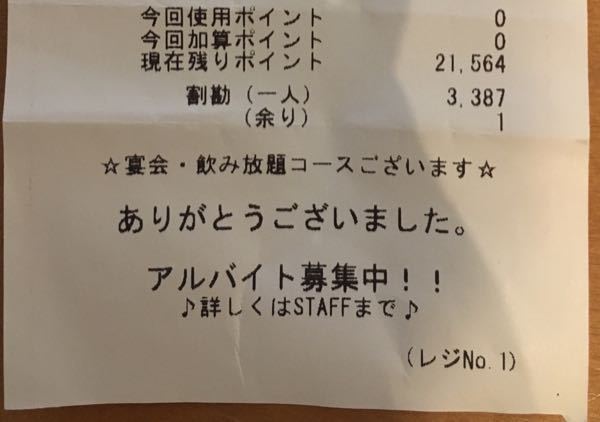 今回使用ポイント 0
今回加算ポイント 0
現在残りポイント 21,564
割勘(一人) 3,387
(余り) 1
☆宴会・飲み放題コースございます☆
ありがとうございました。
アルバイト募集中!!
♪詳しくはSTAFFまで♪
(レジNo.1)